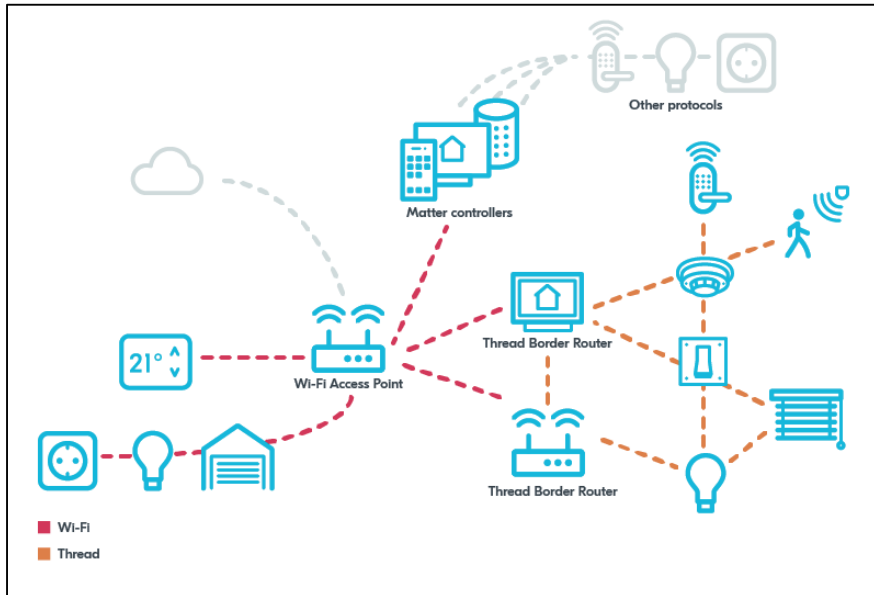 Other protocols
Matter controllers
Thread Border Router
21°
Wi-Fi Access Point
Thread Border Router
Wi-Fi
Thread